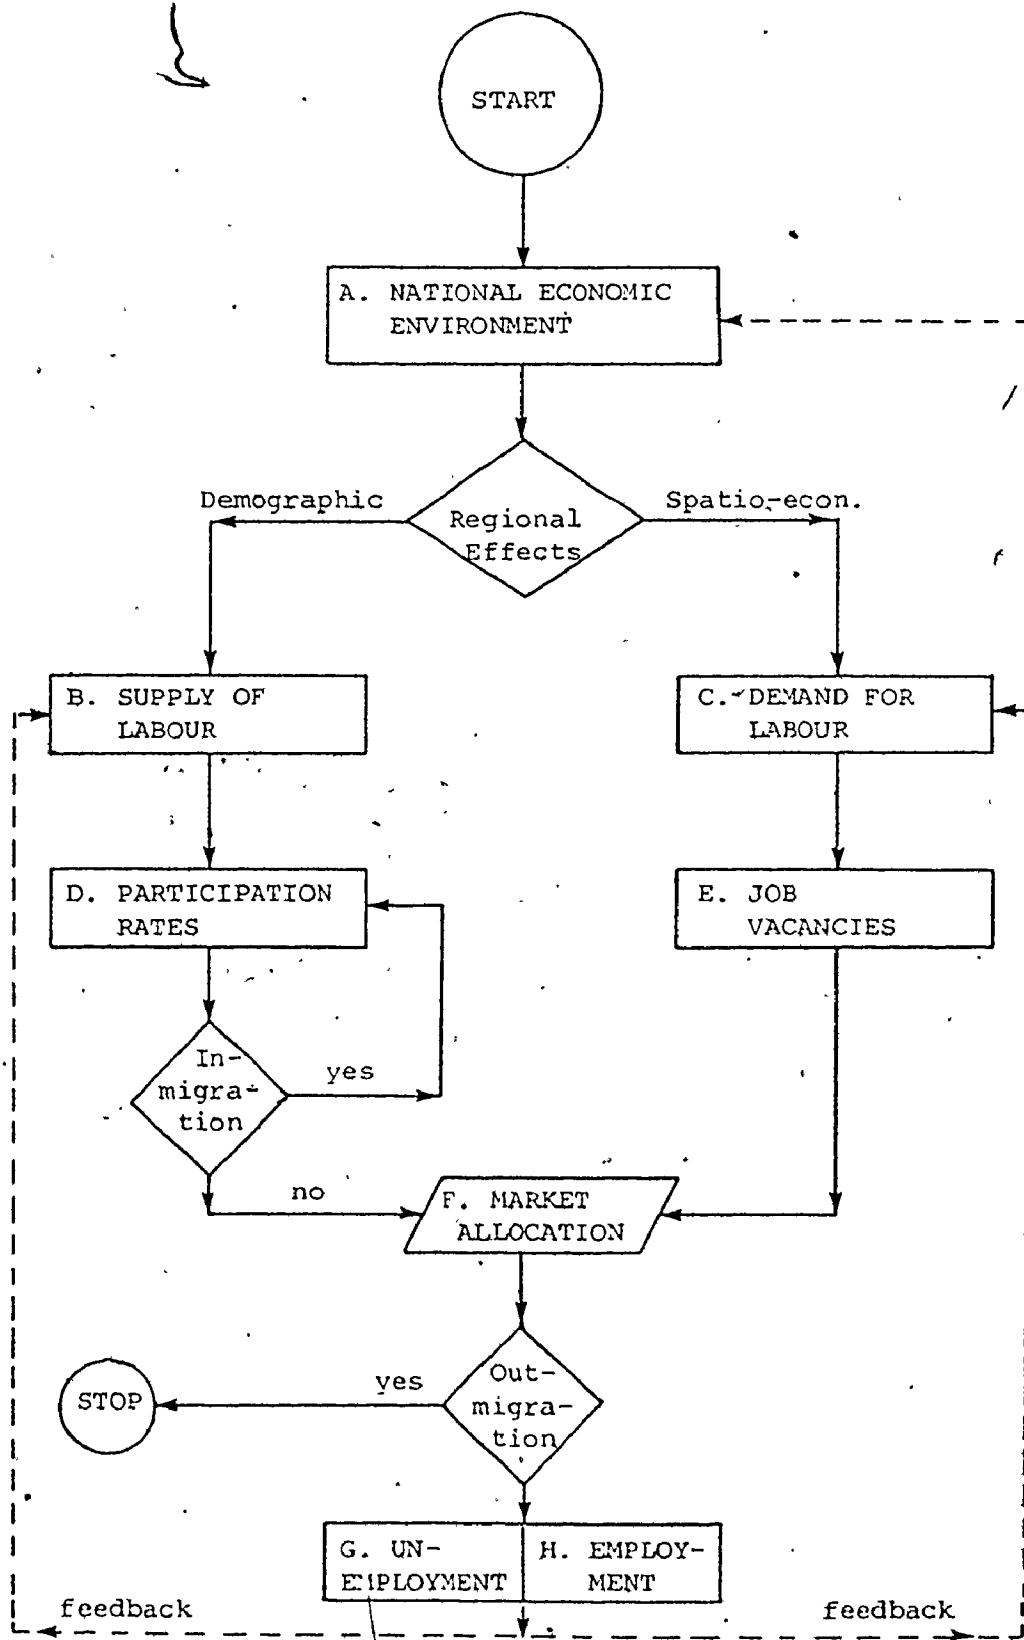 START
A. NATIONAL ECONOMIC
ENVIRONMENT
Demographic
Spatio-econ.
Regional
Effects
B. SUPPLY OF
LABOUR
C. DEMAND FOR
LABOUR
D. PARTICIPATION
RATES
E. JOB
VACANCIES
In-
migra-
tion
yes
no
F. MARKET
ALLOCATION
Out-
migra-
tion
yes
STOP
G. UN-
EMPLOYMENT
H. EMPLOY-
MENT
feedback
feedback